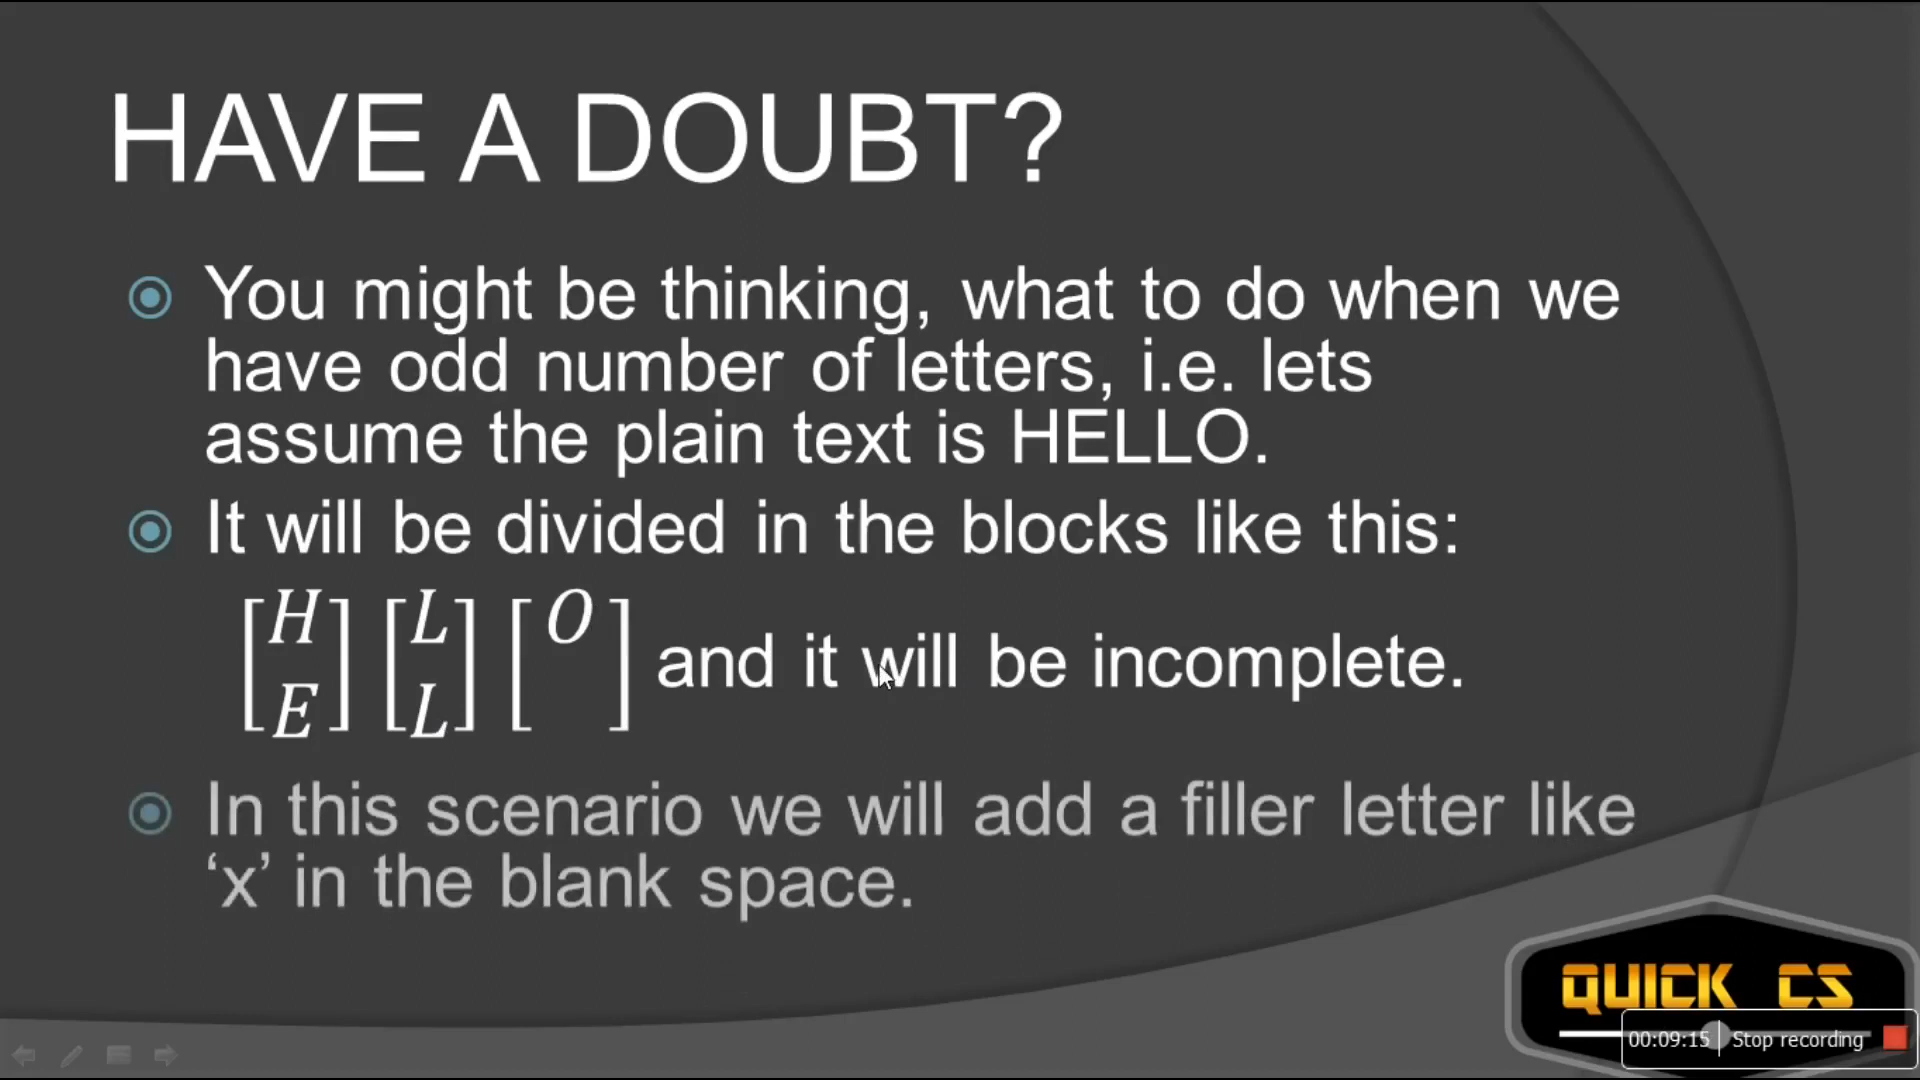 HAVE A DOUBT?
You might be thinking, what to do when we
have odd number of letters, i.e. lets
assume the plain text is HELLO.
It will be divided in the blocks like this:
[H E] [L L] [O ] and it will be incomplete.
In this scenario we will add a filler letter like
‘x’ in the blank space.
QUICK CS
00:09:15 Stop recording